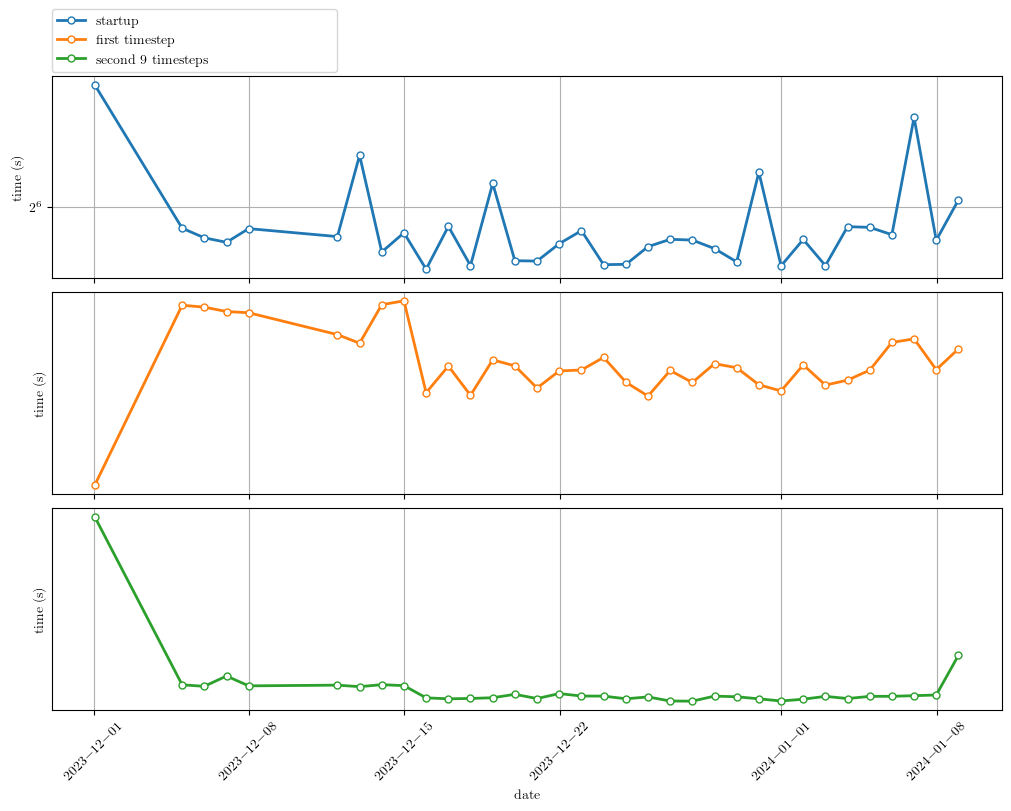 startup
first timestep
second 9 timesteps
time (s)
2⁶
time (s)
time (s)
2023−12−01
2023−12−08
2023−12−15
2023−12−22
2024−01−01
2024−01−08
date